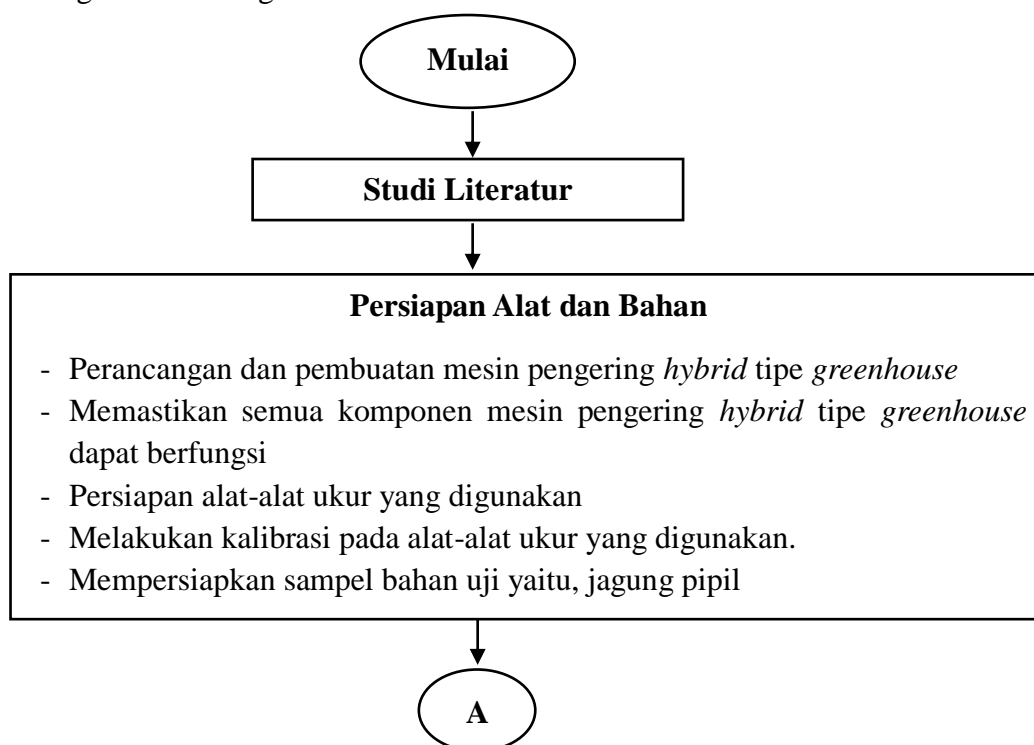 Mulai
Studi Literatur
Persiapan Alat dan Bahan
- Perancangan dan pembuatan mesin pengering hybrid tipe greenhouse
- Memastikan semua komponen mesin pengering hybrid tipe greenhouse
dapat berfungsi
- Persiapan alat-alat ukur yang digunakan
- Melakukan kalibrasi pada alat-alat ukur yang digunakan.
- Mempersiapkan sampel bahan uji yaitu, jagung pipil
A